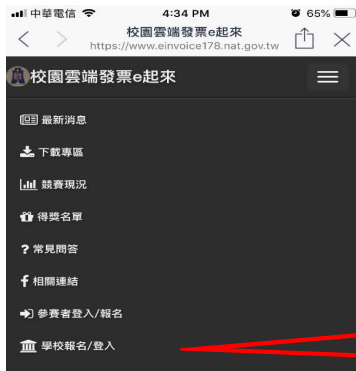 中華電信 4:34 PM 65%
校園雲端發票e起來
https://www.einvoice178.nat.gov.tw
校園雲端發票e起來
最新消息
下載專區
競賽現況
得獎名單
? 常見問答
f 相關連結
參賽者登入/報名
學校報名/登入